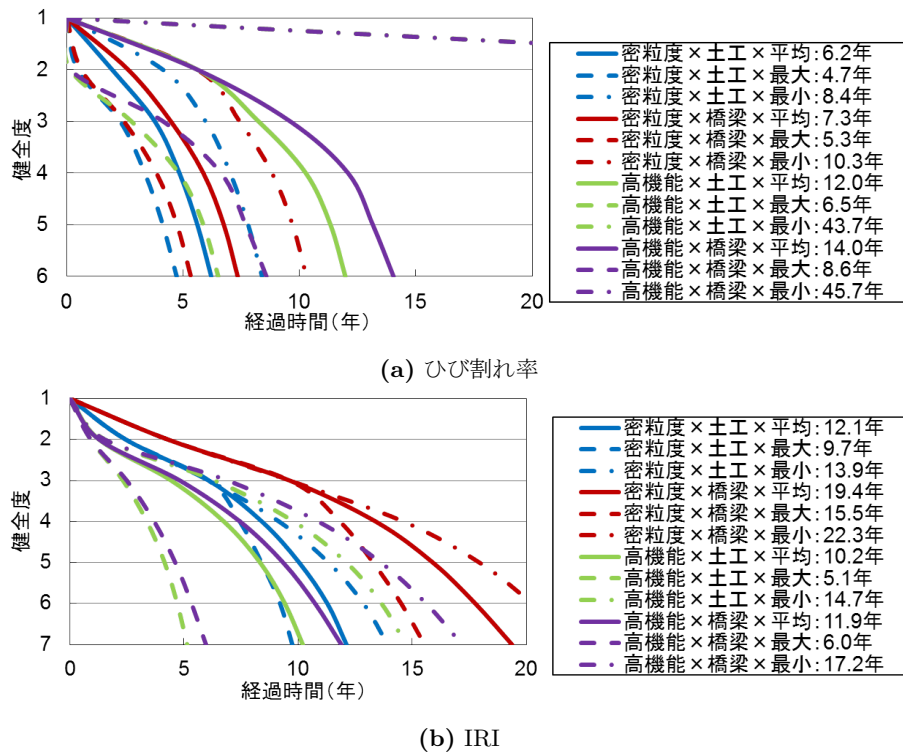 1
2
3
4
5
6
健全度
0
5
10
15
20
経過時間(年)
密粒度×土工×平均:6.2年
密粒度×土工×最大:4.7年
密粒度×土工×最小:8.4年
密粒度×橋梁×平均:7.3年
密粒度×橋梁×最大:5.3年
密粒度×橋梁×最小:10.3年
高機能×土工×平均:12.0年
高機能×土工×最大:6.5年
高機能×土工×最小:43.7年
高機能×橋梁×平均:14.0年
高機能×橋梁×最大:8.6年
高機能×橋梁×最小:45.7年
(a) ひび割れ率
1
2
3
4
5
6
7
健全度
0
5
10
15
20
経過時間(年)
密粒度×土工×平均:12.1年
密粒度×土工×最大:9.7年
密粒度×土工×最小:13.9年
密粒度×橋梁×平均:19.4年
密粒度×橋梁×最大:15.5年
密粒度×橋梁×最小:22.3年
高機能×土工×平均:10.2年
高機能×土工×最大:5.1年
高機能×土工×最小:14.7年
高機能×橋梁×平均:11.9年
高機能×橋梁×最大:6.0年
高機能×橋梁×最小:17.2年
(b) IRI